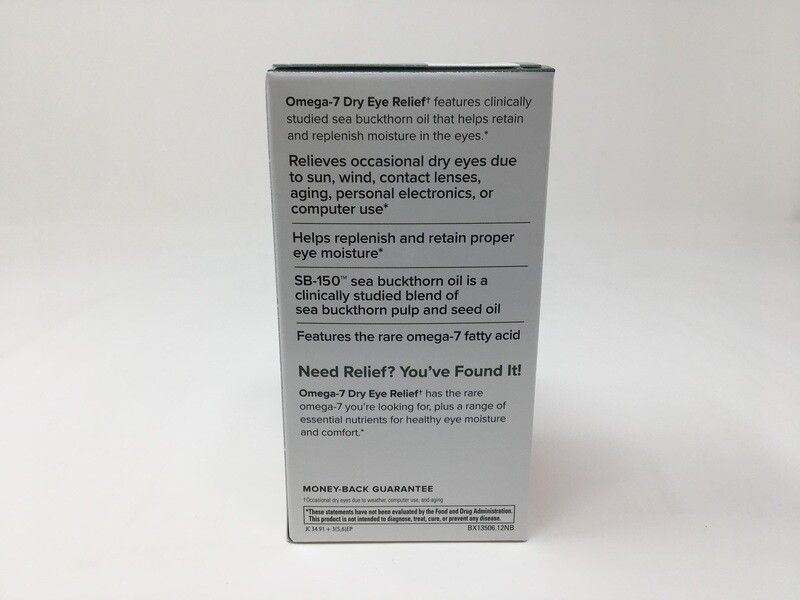 Omega-7 Dry Eye Relief† features clinically
studied sea buckthorn oil that helps retain
and replenish moisture in the eyes.*
Relieves occasional dry eyes due
to sun, wind, contact lenses,
aging, personal electronics, or
computer use*
Helps replenish and retain proper
eye moisture*
SB-150™ sea buckthorn oil is a
clinically studied blend of
sea buckthorn pulp and seed oil
Features the rare omega-7 fatty acid
Need Relief? You've Found It!
Omega-7 Dry Eye Relief† has the rare
omega-7 you're looking for, plus a range of
essential nutrients for healthy eye moisture
and comfort.*
MONEY-BACK GUARANTEE
†Occasional dry eyes due to weather, computer use, and aging
*These statements have not been evaluated by the Food and Drug Administration.
This product is not intended to diagnose, treat, cure, or prevent any disease.
JC 34 91 + 3(5,6)EP BX13506.12NB